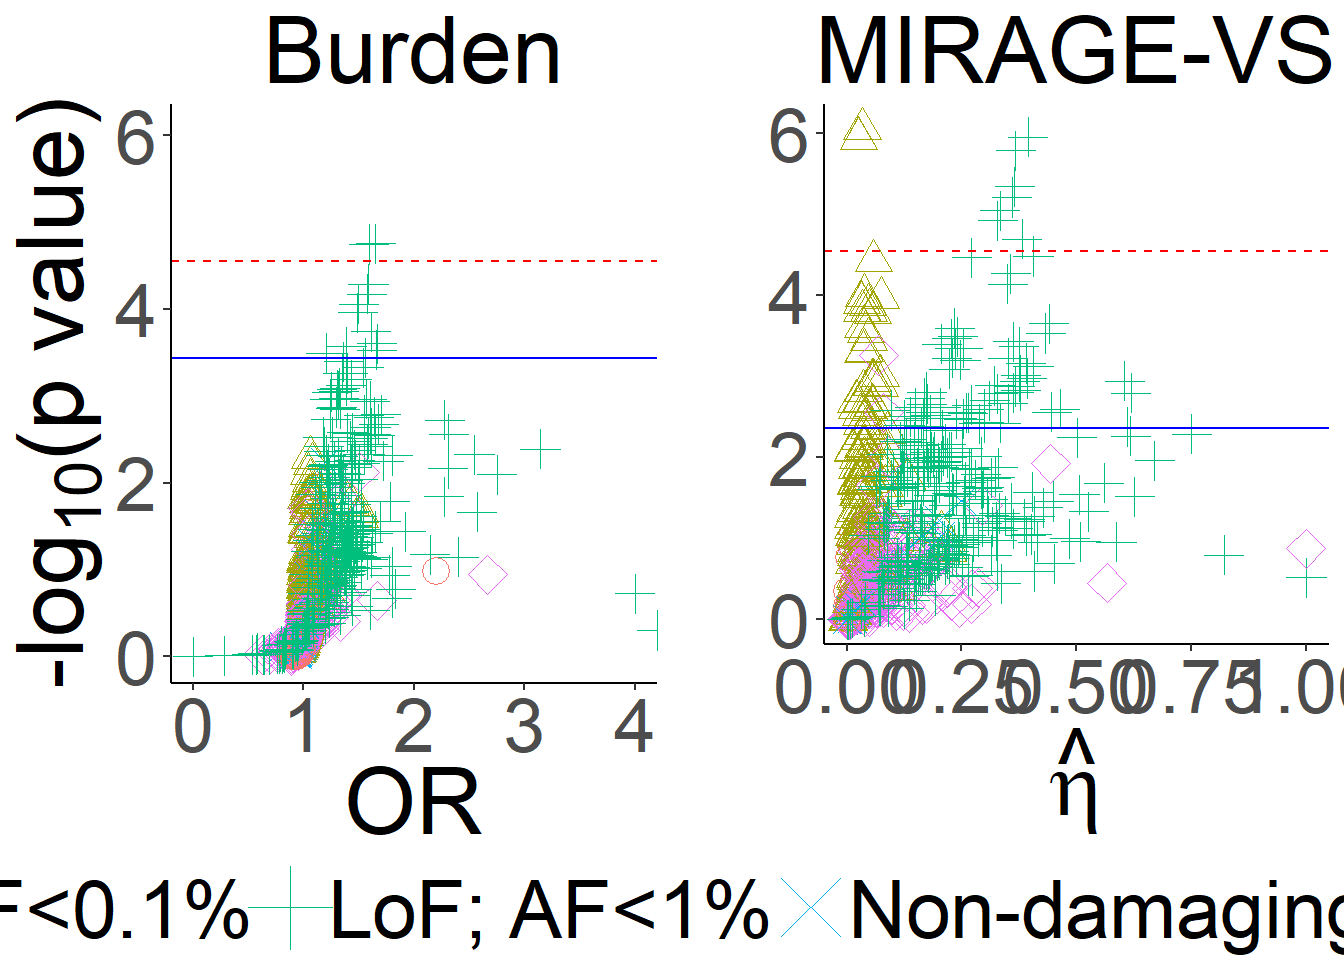 Burden
MIRAGE-VS
-log10(p value)
6
4
2
0
0 1 2 3 4
OR
6
4
2
0
0.00 0.25 0.50 0.75 1.00
η̂
F<0.1% LoF; AF<1% Non-damaging